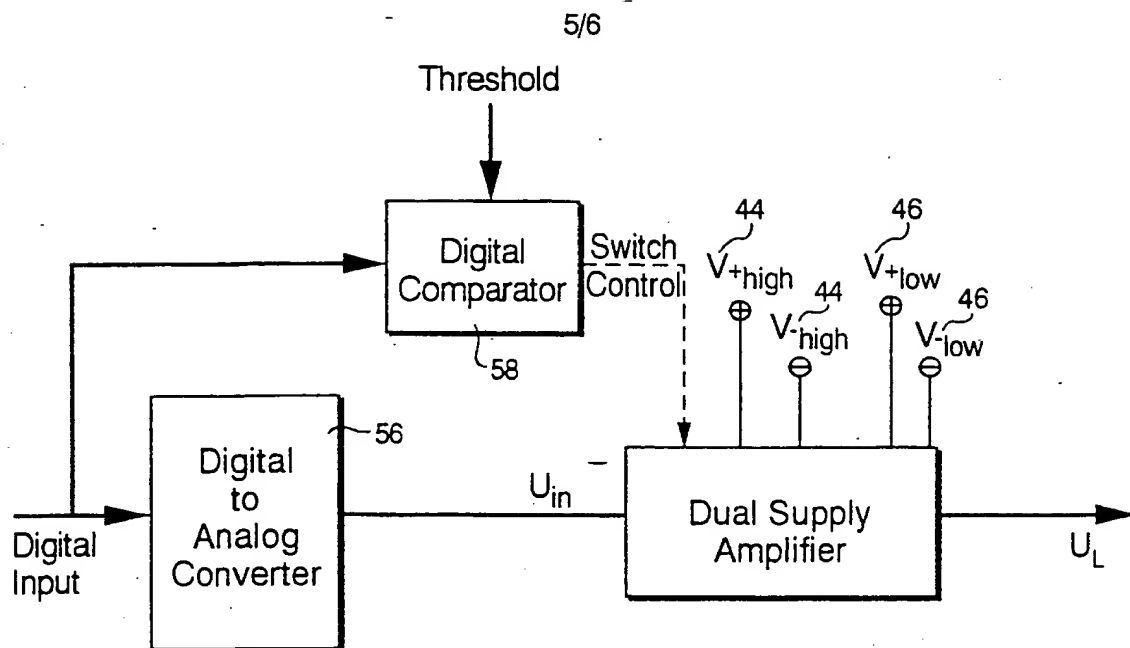 5/6
Threshold
Digital
Comparator
58
Switch
Control
44
V+high
44
V-high
46
V+low
46
V-low
56
Digital
to
Analog
Converter
Digital
Input
Uin
Dual Supply
Amplifier
UL